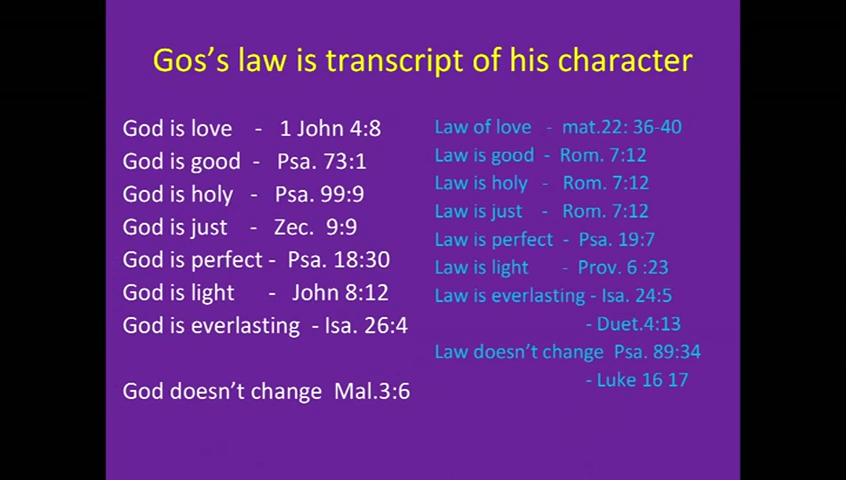 Gos's law is transcript of his character
God is love - 1 John 4:8
God is good - Psa. 73:1
God is holy - Psa. 99:9
God is just - Zec. 9:9
God is perfect - Psa. 18:30
God is light - John 8:12
God is everlasting - Isa. 26:4
God doesn't change Mal.3:6
Law of love - mat.22: 36-40
Law is good - Rom. 7:12
Law is holy - Rom. 7:12
Law is just - Rom. 7:12
Law is perfect - Psa. 19:7
Law is light - Prov. 6 :23
Law is everlasting - Isa. 24:5
- Duet.4:13
Law doesn't change Psa. 89:34
- Luke 16 17